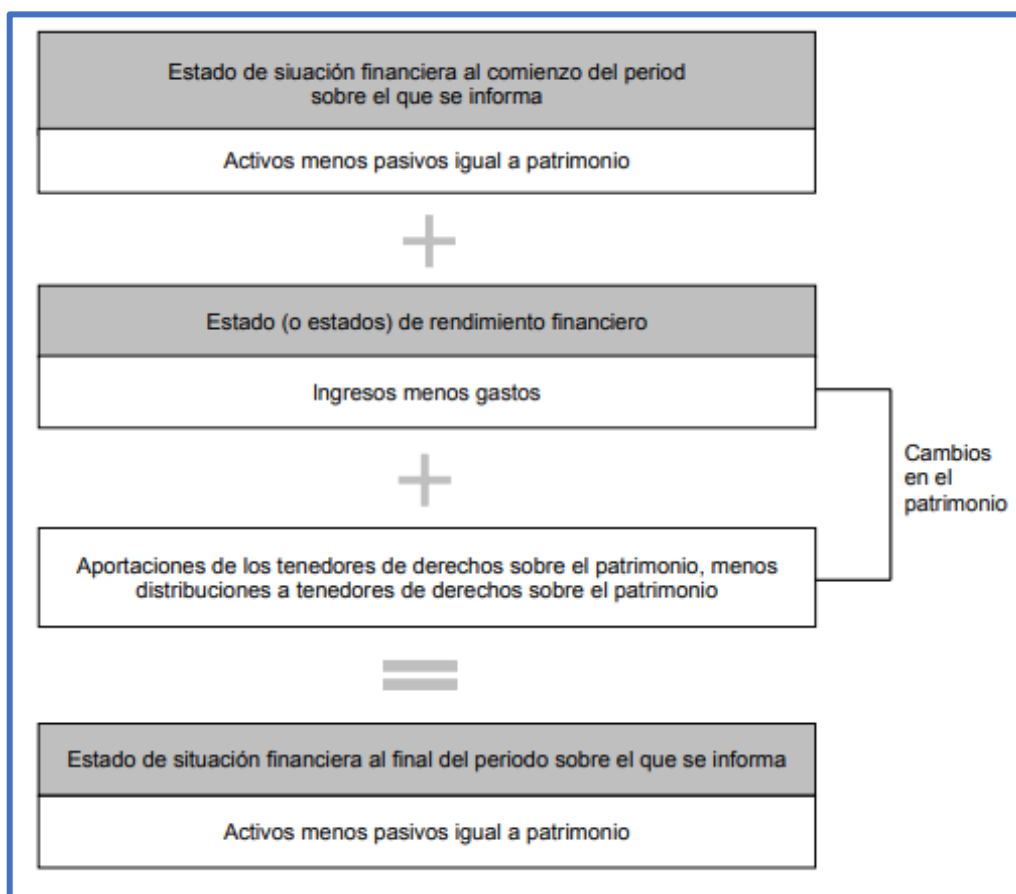 Estado de siuación financiera al comienzo del period
sobre el que se informa
Activos menos pasivos igual a patrimonio
+
Estado (o estados) de rendimiento financiero
Ingresos menos gastos
Cambios
en el
patrimonio
+
Aportaciones de los tenedores de derechos sobre el patrimonio, menos
distribuciones a tenedores de derechos sobre el patrimonio
=
Estado de situación financiera al final del periodo sobre el que se informa
Activos menos pasivos igual a patrimonio